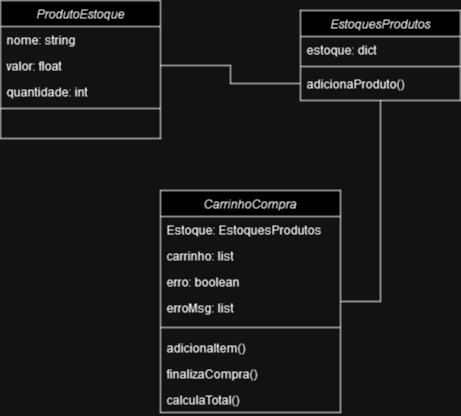 ProdutoEstoque
nome: string
valor: float
quantidade: int
EstoquesProdutos
estoque: dict
adicionaProduto()
CarrinhoCompra
Estoque: EstoquesProdutos
carrinho: list
erro: boolean
erroMsg: list
adicionaItem()
finalizaCompra()
calculaTotal()